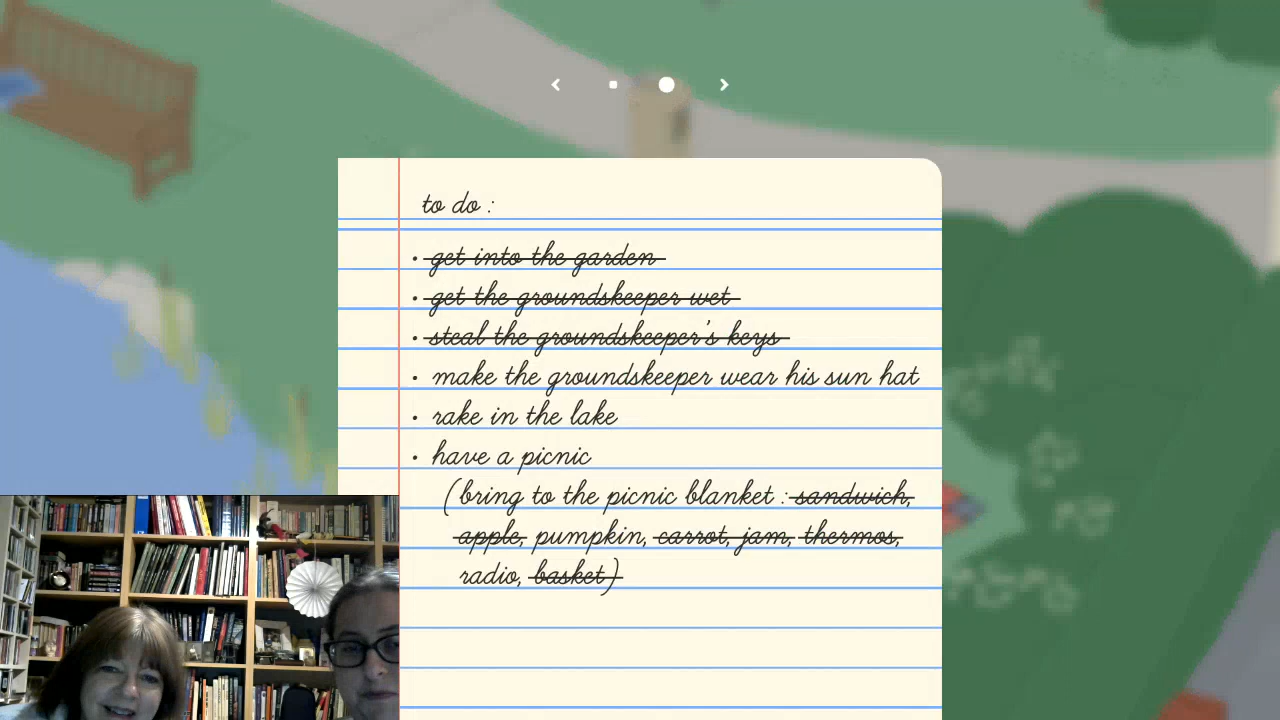 to do :
• get into the garden
• get the groundskeeper wet
• steal the groundskeeper's keys
• make the groundskeeper wear his sun hat
• rake in the lake
• have a picnic
(bring to the picnic blanket : sandwich,
apple, pumpkin, carrot, jam, thermos,
radio, basket)